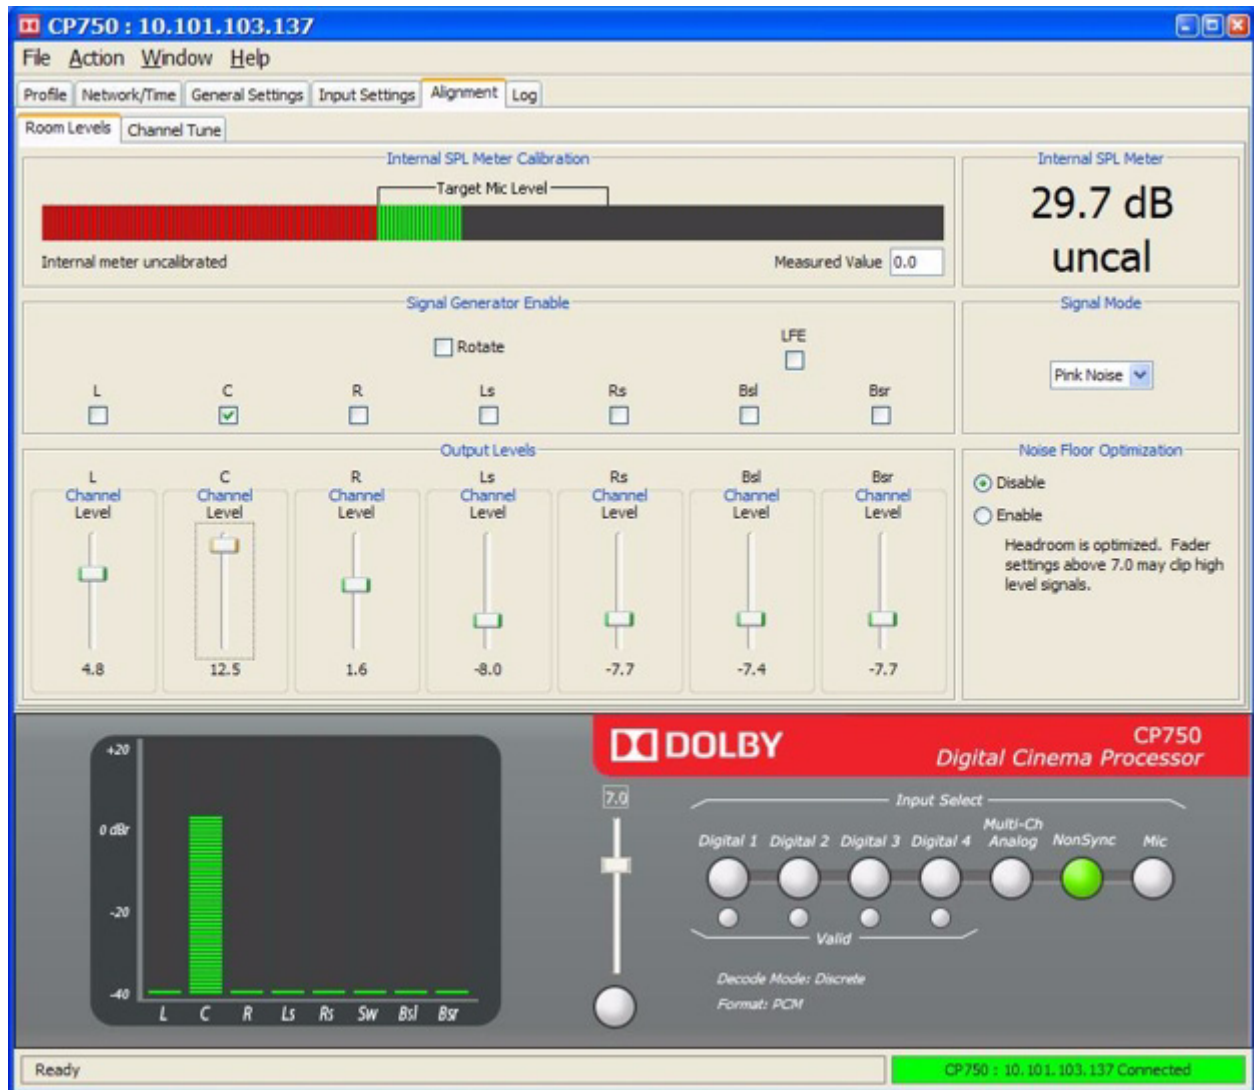 CP750 : 10.101.103.137
File Action Window Help
Profile Network/Time General Settings Input Settings Alignment Log
Room Levels Channel Tune
Internal SPL Meter Calibration
Target Mic Level
Internal meter uncalibrated
Measured Value 0.0
Internal SPL Meter
29.7 dB
uncal
Signal Generator Enable
Rotate
LFE
L C R Ls Rs Bsl Bsr
Signal Mode
Pink Noise
Output Levels
L C R Ls Rs Bsl Bsr
Channel Channel Channel Channel Channel Channel Channel
Level Level Level Level Level Level Level
4.8 12.5 1.6 -8.0 -7.7 -7.4 -7.7
Noise Floor Optimization
Disable
Enable
Headroom is optimized. Fader
settings above 7.0 may clip high
level signals.
+20
0 dBr
-20
-40
L C R Ls Rs Sw Bsl Bsr
DOLBY
CP750
Digital Cinema Processor
7.0
Input Select
Digital 1 Digital 2 Digital 3 Digital 4 Multi-Ch Analog NonSync Mic
Valid
Decode Mode: Discrete
Format: PCM
Ready
CP750 : 10.101.103.137 Connected